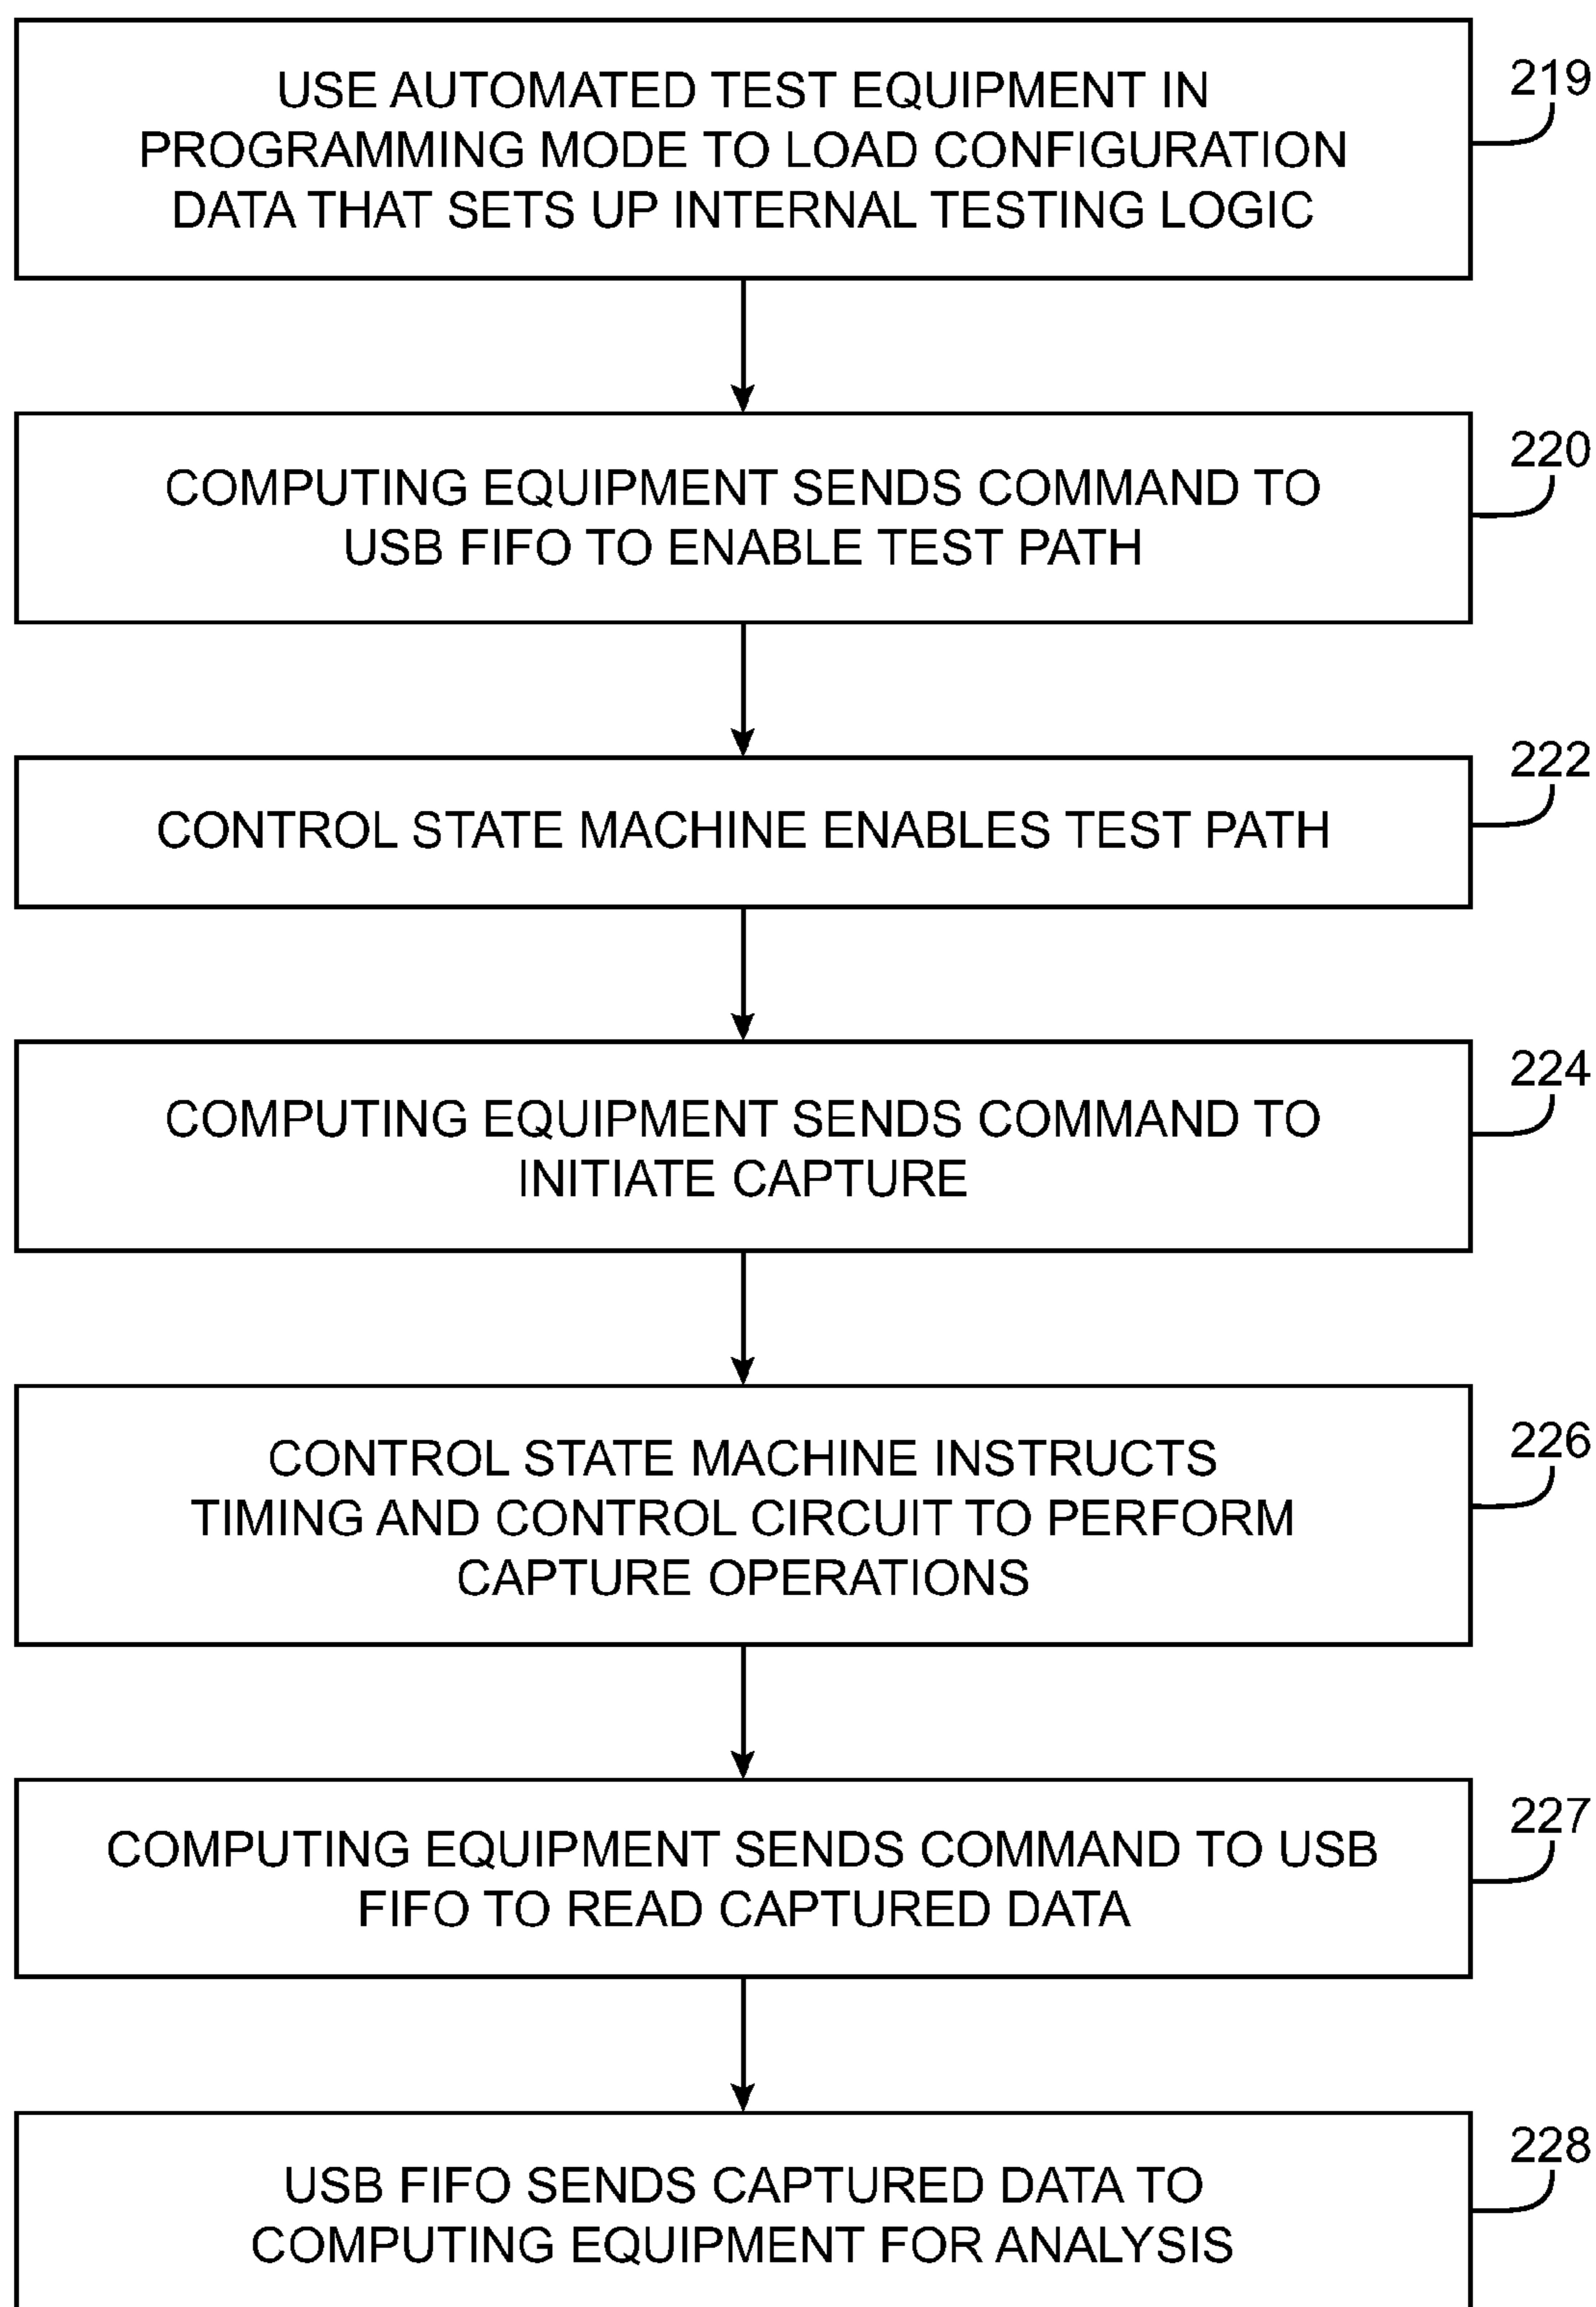 USE AUTOMATED TEST EQUIPMENT IN
PROGRAMMING MODE TO LOAD CONFIGURATION
DATA THAT SETS UP INTERNAL TESTING LOGIC
219
COMPUTING EQUIPMENT SENDS COMMAND TO
USB FIFO TO ENABLE TEST PATH
220
CONTROL STATE MACHINE ENABLES TEST PATH
222
COMPUTING EQUIPMENT SENDS COMMAND TO
INITIATE CAPTURE
224
CONTROL STATE MACHINE INSTRUCTS
TIMING AND CONTROL CIRCUIT TO PERFORM
CAPTURE OPERATIONS
226
COMPUTING EQUIPMENT SENDS COMMAND TO USB
FIFO TO READ CAPTURED DATA
227
USB FIFO SENDS CAPTURED DATA TO
COMPUTING EQUIPMENT FOR ANALYSIS
228